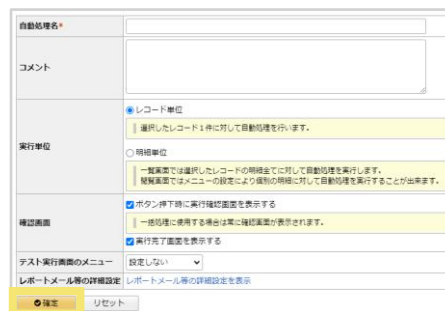 自動処理名*
コメント
実行単位
レコード単位
選択したレコード1件に対して自動処理を行います。
明細単位
一覧画面では選択したレコードの明細全てに対して自動処理を実行します。
閲覧画面ではメニューの設定により個別の明細に対して自動処理を実行することが出来ます。
確認画面
ボタン押下時に実行確認画面を表示する
一括処理に使用する場合は常に確認画面が表示されます。
実行完了画面を表示する
テスト実行画面のメニュー 設定しない
レポートメール等の詳細設定 レポートメール等の詳細設定を表示
確定 リセット